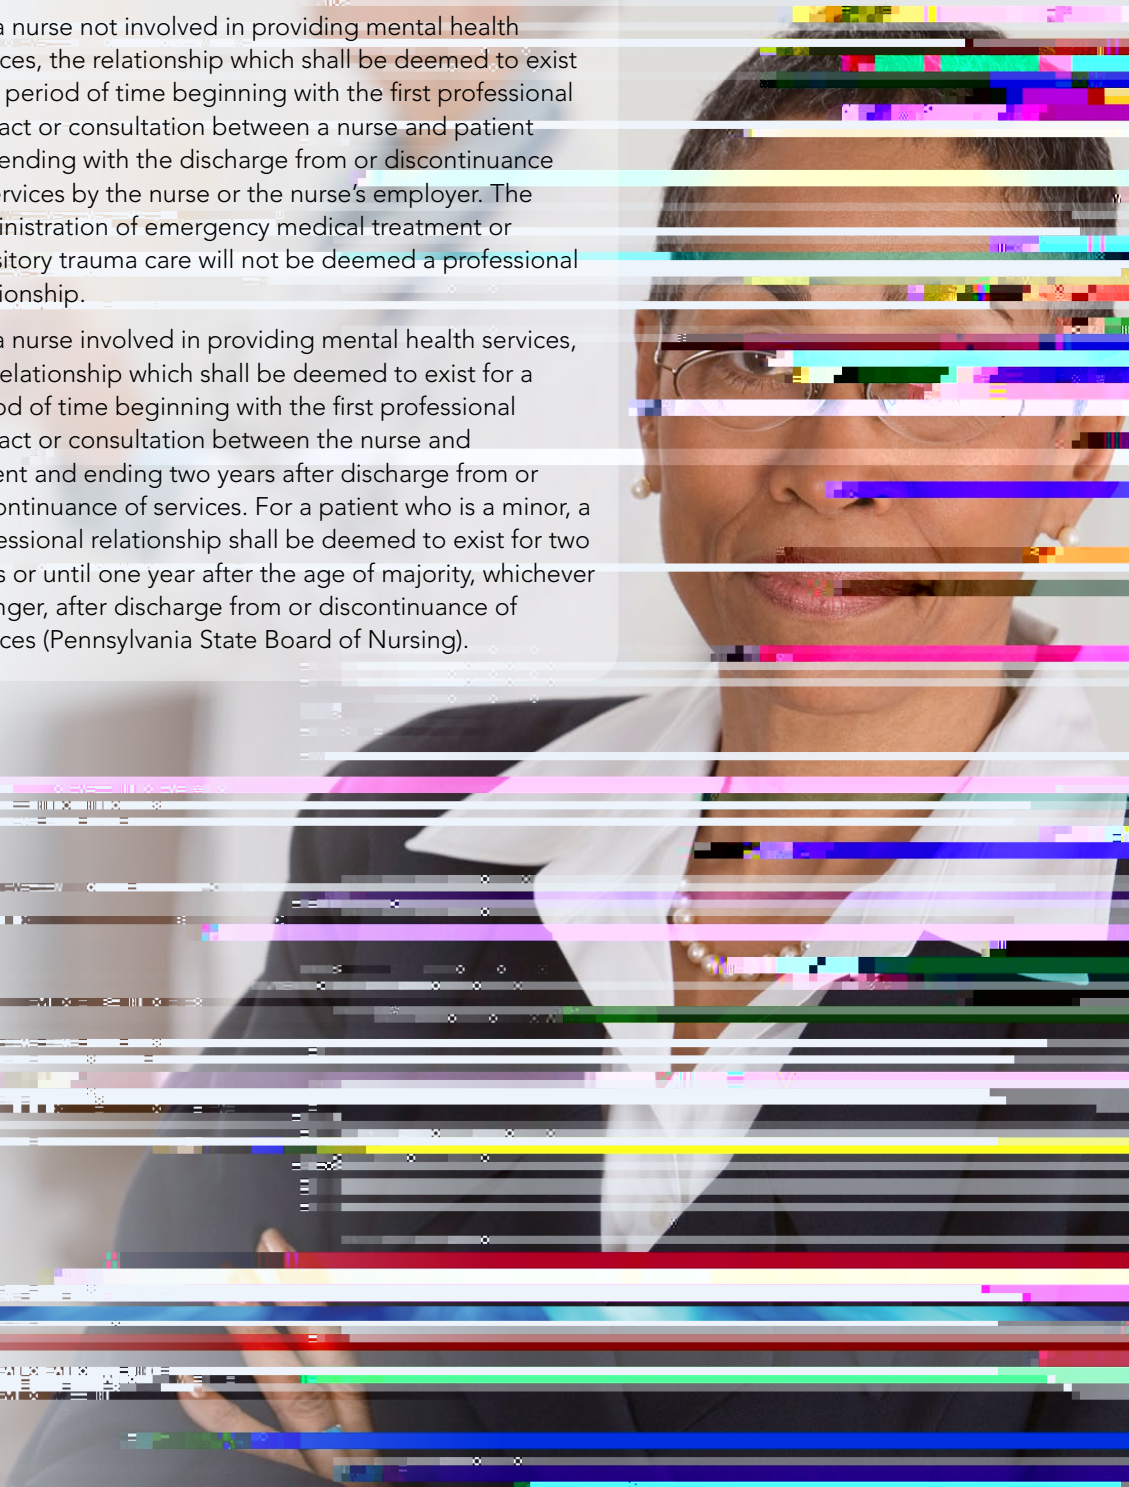 a nurse not involved in providing mental health
ces, the relationship which shall be deemed to exist
period of time beginning with the first professional
act or consultation between a nurse and patient
ending with the discharge from or discontinuance
ervices by the nurse or the nurse's employer. The
inistration of emergency medical treatment or
sitory trauma care will not be deemed a professional
ionship.
a nurse involved in providing mental health services,
elationship which shall be deemed to exist for a
od of time beginning with the first professional
act or consultation between the nurse and
ent and ending two years after discharge from or
ontinuance of services. For a patient who is a minor, a
essional relationship shall be deemed to exist for two
s or until one year after the age of majority, whichever
nger, after discharge from or discontinuance of
ces (Pennsylvania State Board of Nursing).